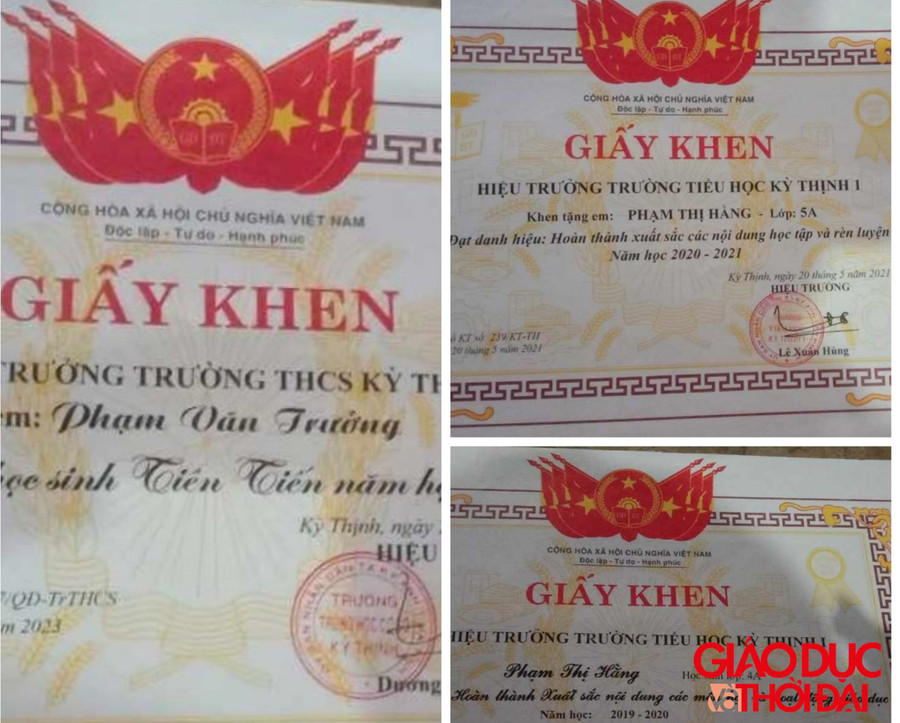 CỘNG HÒA XÃ HỘI CHỦ NGHĨA VIỆT NAM
Độc lập - Tự do - Hạnh phúc
GIẤY KHEN
TRƯỞNG TRƯỜNG THCS KỲ TH
em: Phạm Văn Trưởng
học sinh Tiên Tiến năm họ
Kỳ Thịnh, ngày
HIỆU
7/QĐ-TrTHCS
TRƯỜNG
KỲ THỊNH
ăm 2023
Dương
CỘNG HÒA XÃ HỘI CHỦ NGHĨA VIỆT NAM
Độc lập - Tự do - Hạnh phúc
GIẤY KHEN
HIỆU TRƯỞNG TRƯỜNG TIỂU HỌC KỲ THỊNH 1
Khen tặng em: PHẠM THỊ HẰNG - Lớp: 5A
Đạt danh hiệu: Hoàn thành xuất sắc các nội dung học tập và rèn luyện
Năm học 2020 - 2021
Kỳ Thịnh, ngày 20 tháng 5 năm 2021
HIỆU TRƯỞNG
KT số 239/KT-TH
20 tháng 5 năm 2021
Lê Xuân Hùng
CỘNG HÒA XÃ HỘI CHỦ NGHĨA VIỆT NAM
Độc lập - Tự do - Hạnh phúc
GIẤY KHEN
HIỆU TRƯỞNG TRƯỜNG TIỂU HỌC KỲ THỊNH 1
Phạm Thị Hằng Học sinh lớp: 4A
Hoàn thành Xuất sắc nội dung các môn
Năm học: 2019 - 2020
GIÁO DỤC
và THỜI ĐẠI